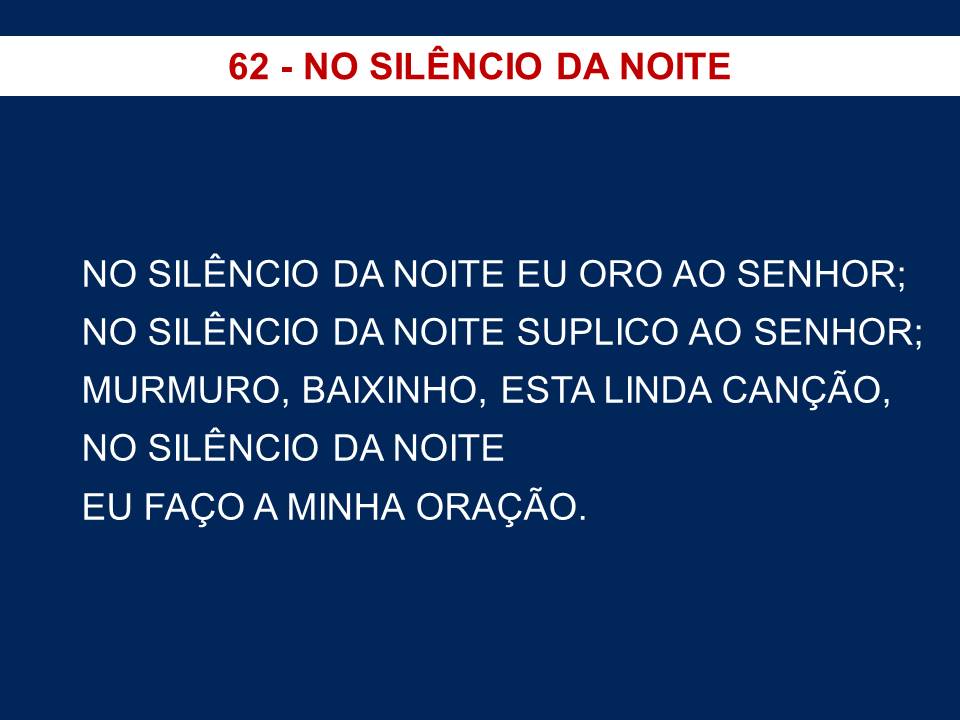 62 - NO SILÊNCIO DA NOITE
NO SILÊNCIO DA NOITE EU ORO AO SENHOR;
NO SILÊNCIO DA NOITE SUPLICO AO SENHOR;
MURMURO, BAIXINHO, ESTA LINDA CANÇÃO,
NO SILÊNCIO DA NOITE
EU FAÇO A MINHA ORAÇÃO.